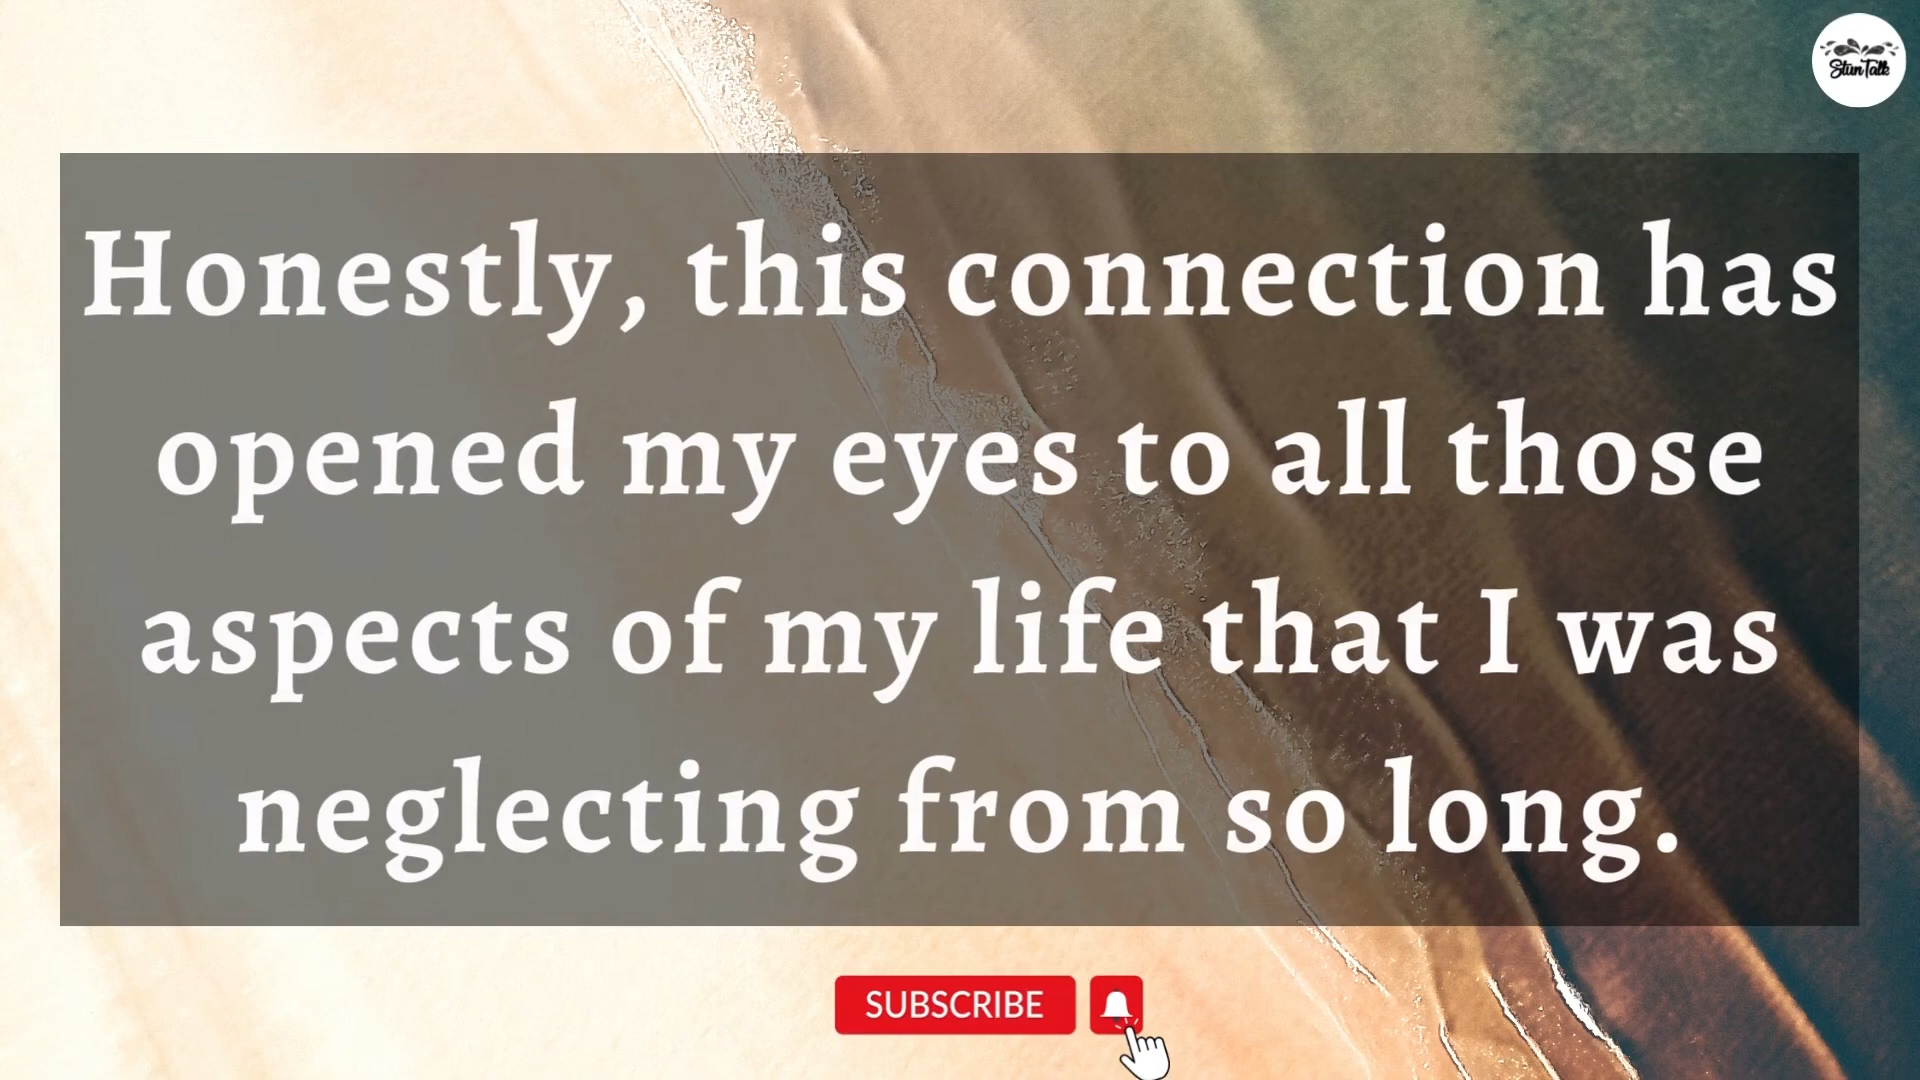 StunTalk
Honestly, this connection has
opened my eyes to all those
aspects of my life that I was
neglecting from so long.
SUBSCRIBE